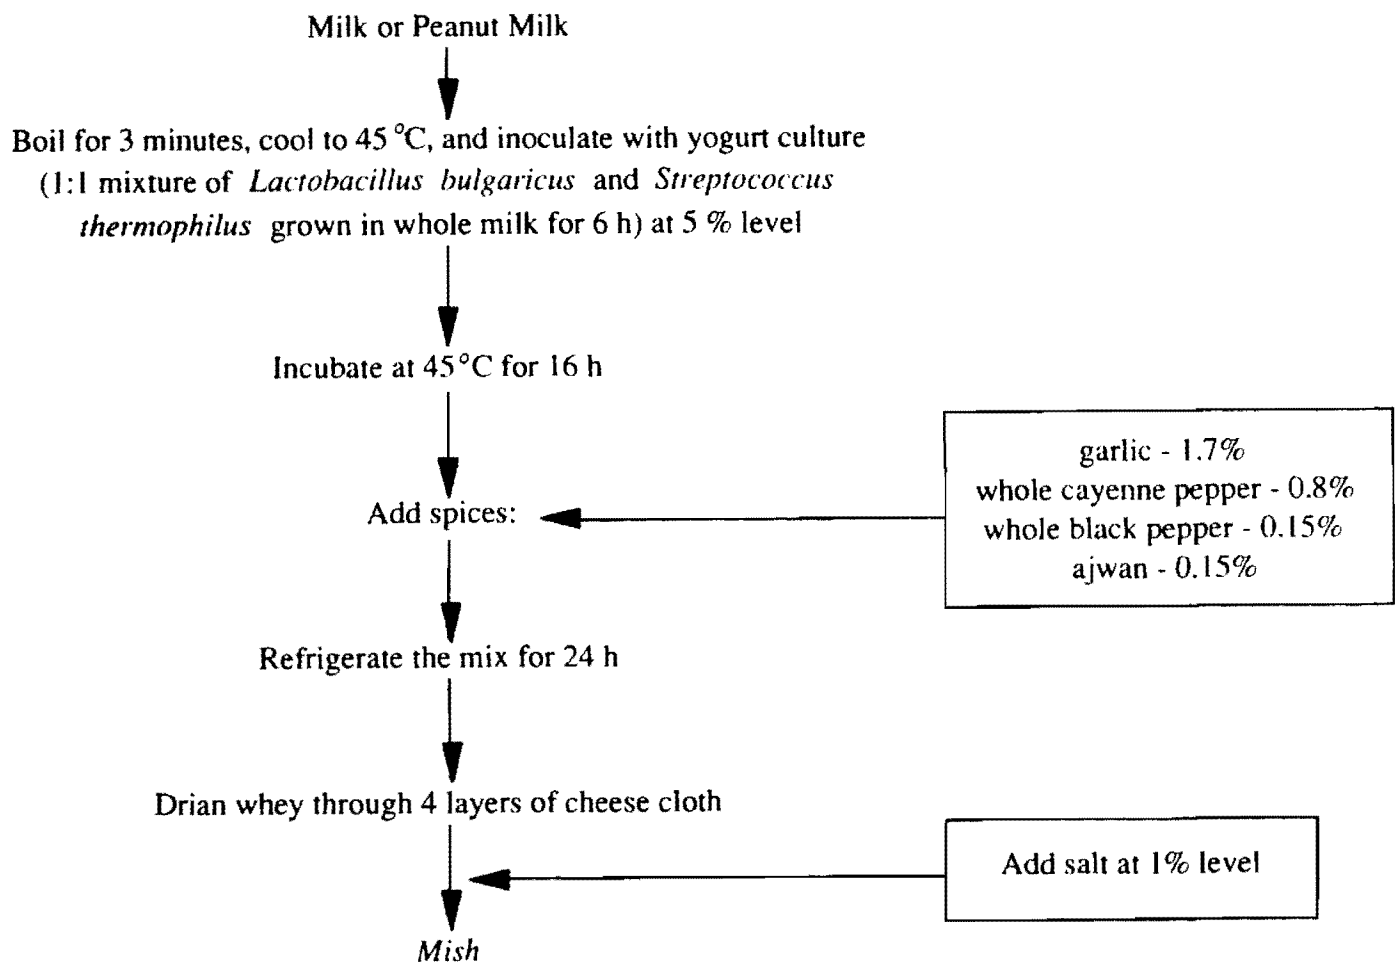 Milk or Peanut Milk
Boil for 3 minutes, cool to 45 °C, and inoculate with yogurt culture
(1:1 mixture of Lactobacillus bulgaricus and Streptococcus
thermophilus grown in whole milk for 6 h) at 5 % level
Incubate at 45°C for 16 h
Add spices:
garlic - 1.7%
whole cayenne pepper - 0.8%
whole black pepper - 0.15%
ajwan - 0.15%
Refrigerate the mix for 24 h
Drian whey through 4 layers of cheese cloth
Add salt at 1% level
Mish